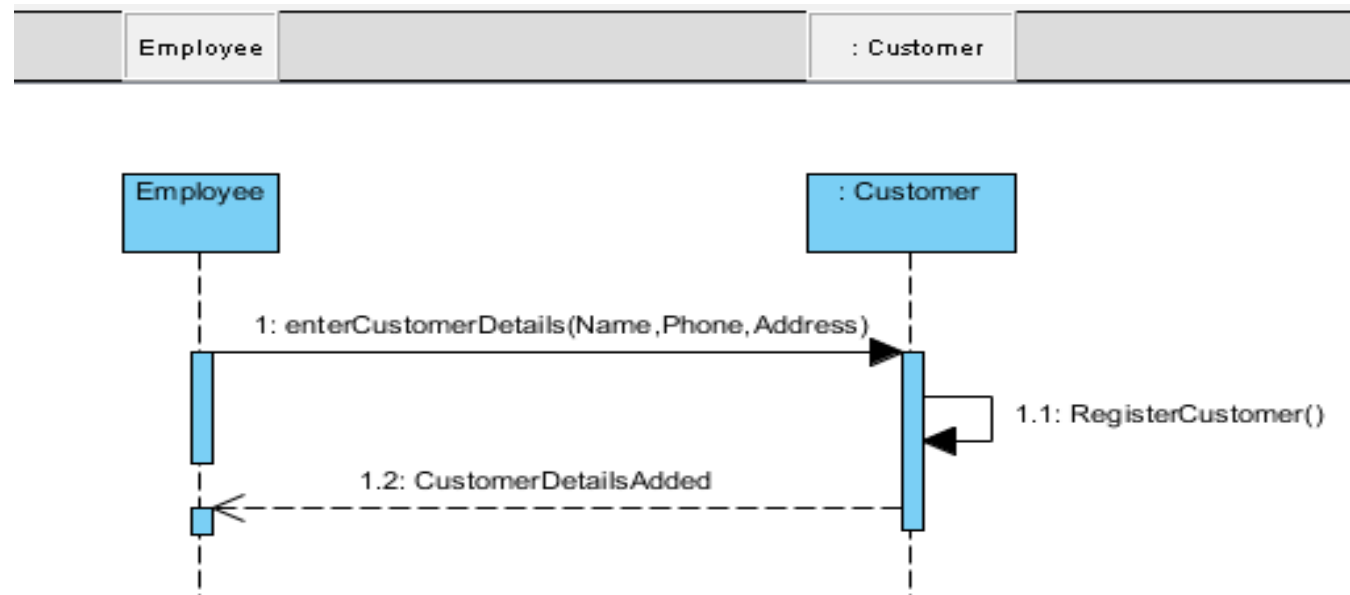 Employee
: Customer
Employee
: Customer
1: enterCustomerDetails(Name,Phone,Address)
1.1: RegisterCustomer()
1.2: CustomerDetailsAdded